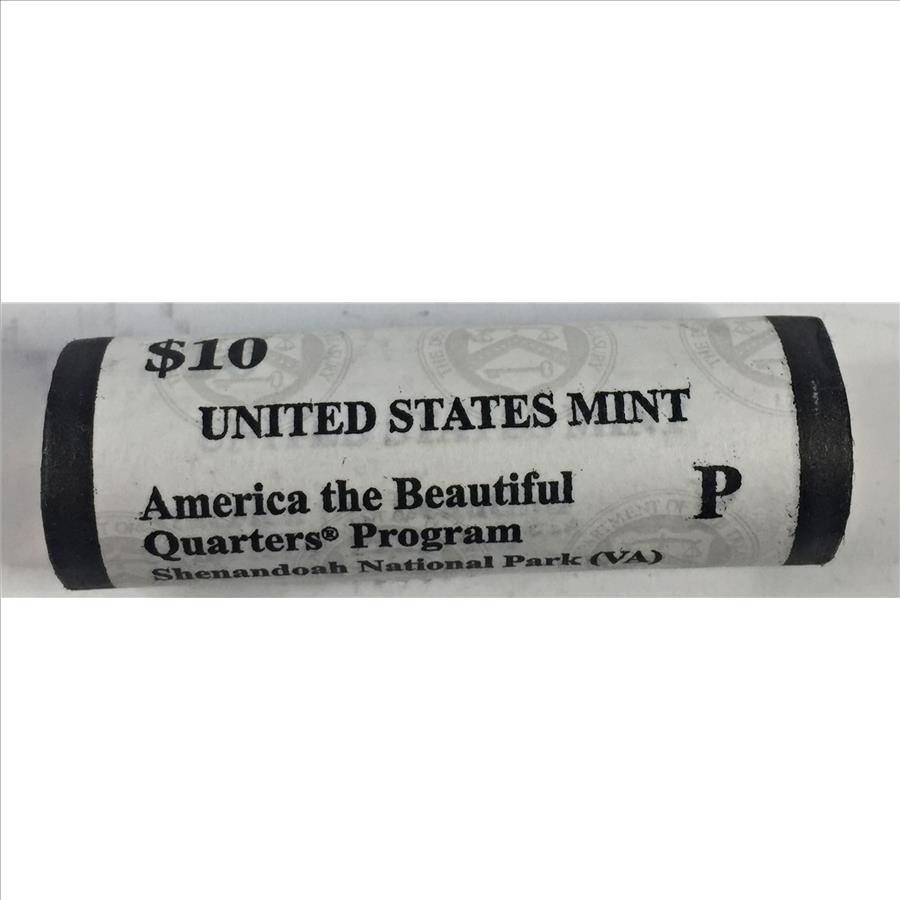 $10
UNITED STATES MINT
America the Beautiful
Quarters® Program
P
Shenandoah National Park (VA)